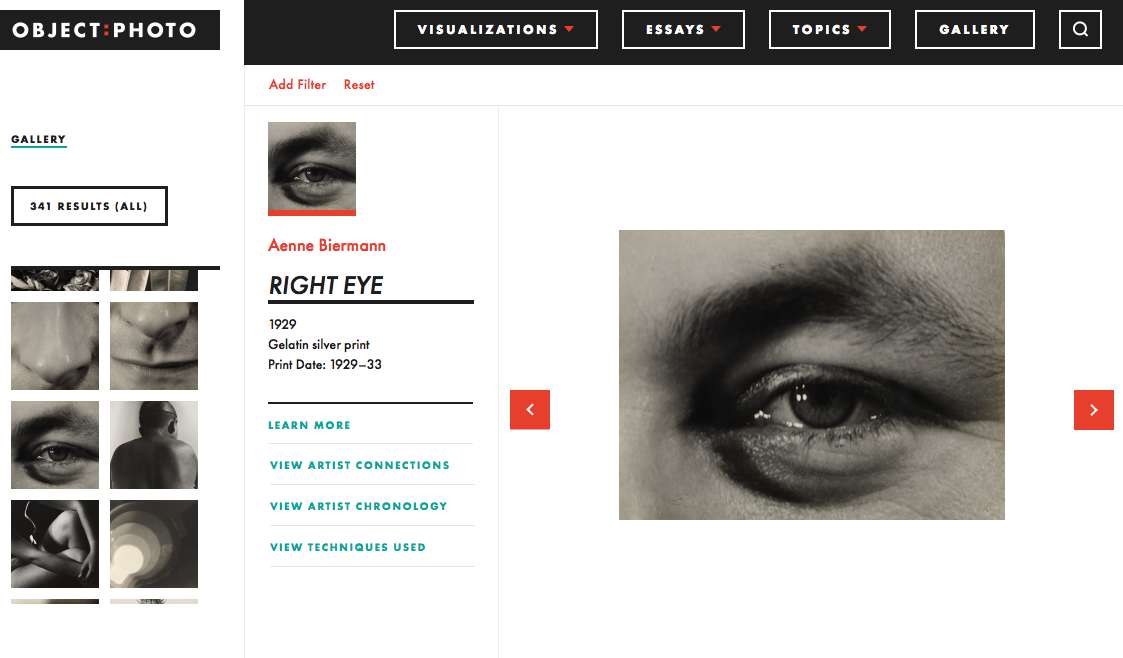 OBJECT:PHOTO
VISUALIZATIONS
ESSAYS
TOPICS
GALLERY
Add Filter
Reset
GALLERY
341 RESULTS (ALL)
Aenne Biermann
RIGHT EYE
1929
Gelatin silver print
Print Date: 1929–33
LEARN MORE
VIEW ARTIST CONNECTIONS
VIEW ARTIST CHRONOLOGY
VIEW TECHNIQUES USED